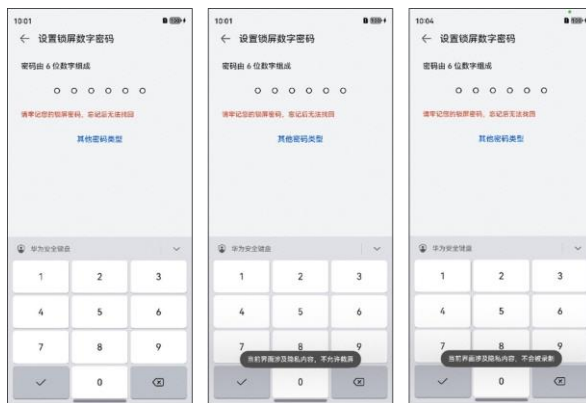 10:01
← 设置锁屏数字密码
密码由 6 位数字组成
请牢记您的锁屏密码，忘记后无法找回
其他密码类型
华为安全键盘
1 2 3
4 5 6
7 8 9
0
10:01
← 设置锁屏数字密码
密码由 6 位数字组成
请牢记您的锁屏密码，忘记后无法找回
其他密码类型
华为安全键盘
1 2 3
4 5 6
7 8 9
当前界面涉及隐私内容，不允许截屏
0
10:04
← 设置锁屏数字密码
密码由 6 位数字组成
请牢记您的锁屏密码，忘记后无法找回
其他密码类型
华为安全键盘
1 2 3
4 5 6
7 8 9
当前界面涉及隐私内容，不会被录制
0